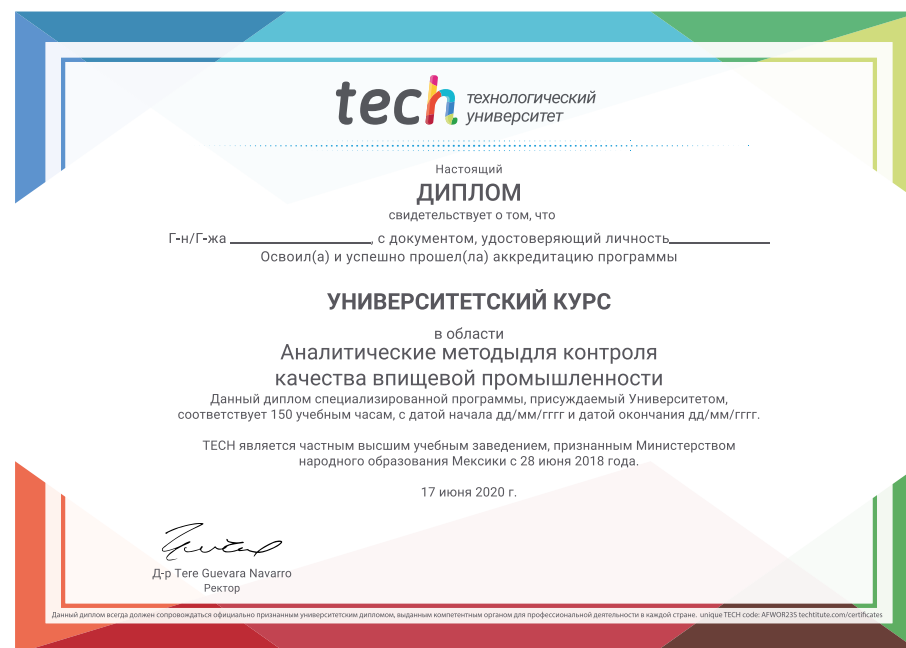 tech технологический
университет
Настоящий
ДИПЛОМ
свидетельствует о том, что
Г-н/Г-жа ________________, с документом, удостоверяющий личность____________
Освоил(а) и успешно прошел(ла) аккредитацию программы
УНИВЕРСИТЕТСКИЙ КУРС
в области
Аналитические методыдля контроля
качества впищевой промышленности
Данный диплом специализированной программы, присуждаемый Университетом,
соответствует 150 учебным часам, с датой начала дд/мм/гггг и датой окончания дд/мм/гггг.
TECH является частным высшим учебным заведением, признанным Министерством
народного образования Мексики с 28 июня 2018 года.
17 июня 2020 г.
Д-р Tere Guevara Navarro
Ректор
Данный диплом всегда должен сопровождаться официально признанным университетским дипломом, выданным компетентным органом для профессиональной деятельности в каждой стране. unique TECH code: AFWOR23S techtitute.com/certificates